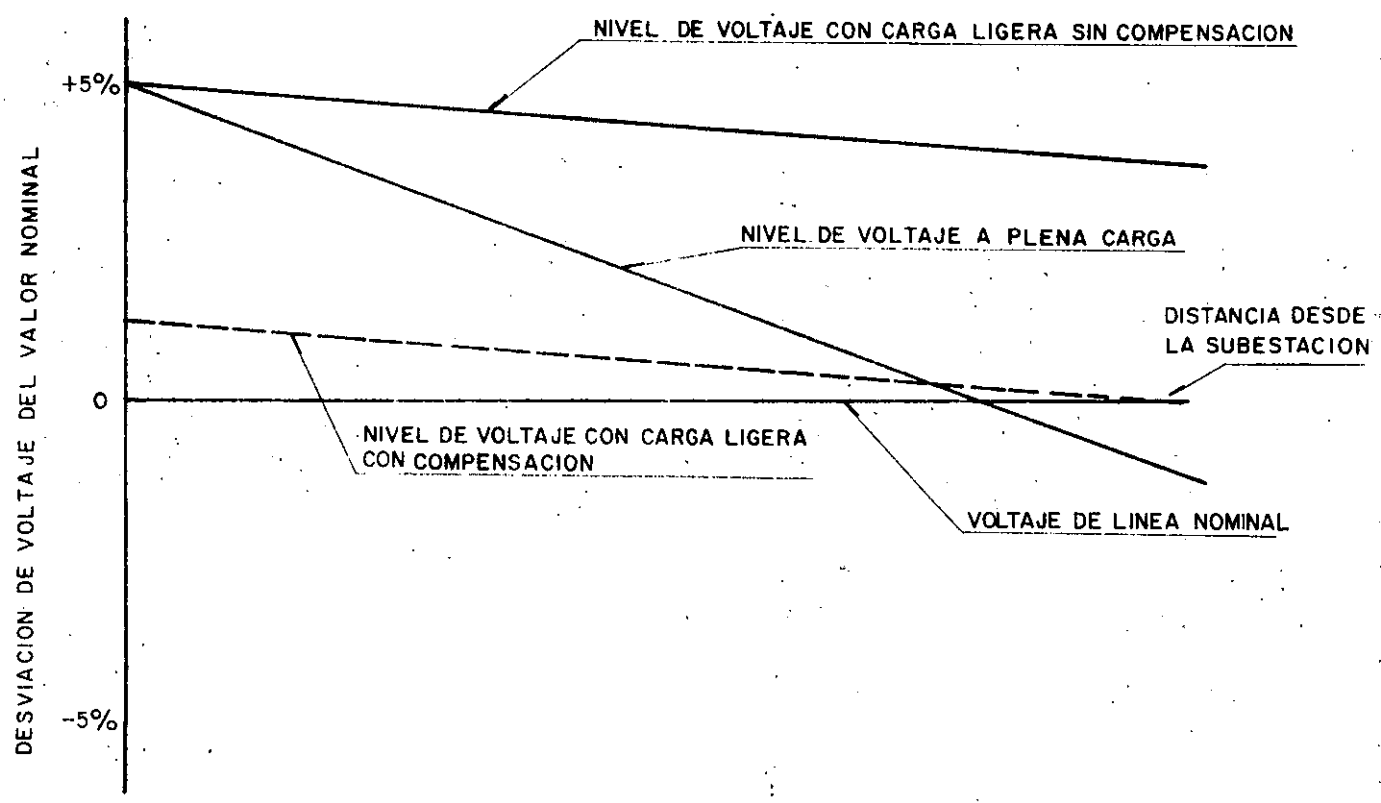 NIVEL DE VOLTAJE CON CARGA LIGERA SIN COMPENSACION
+5%
NIVEL DE VOLTAJE A PLENA CARGA
DISTANCIA DESDE
LA SUBESTACION
0
NIVEL DE VOLTAJE CON CARGA LIGERA
CON COMPENSACION
VOLTAJE DE LINEA NOMINAL
-5%
DESVIACION DE VOLTAJE DEL VALOR NOMINAL